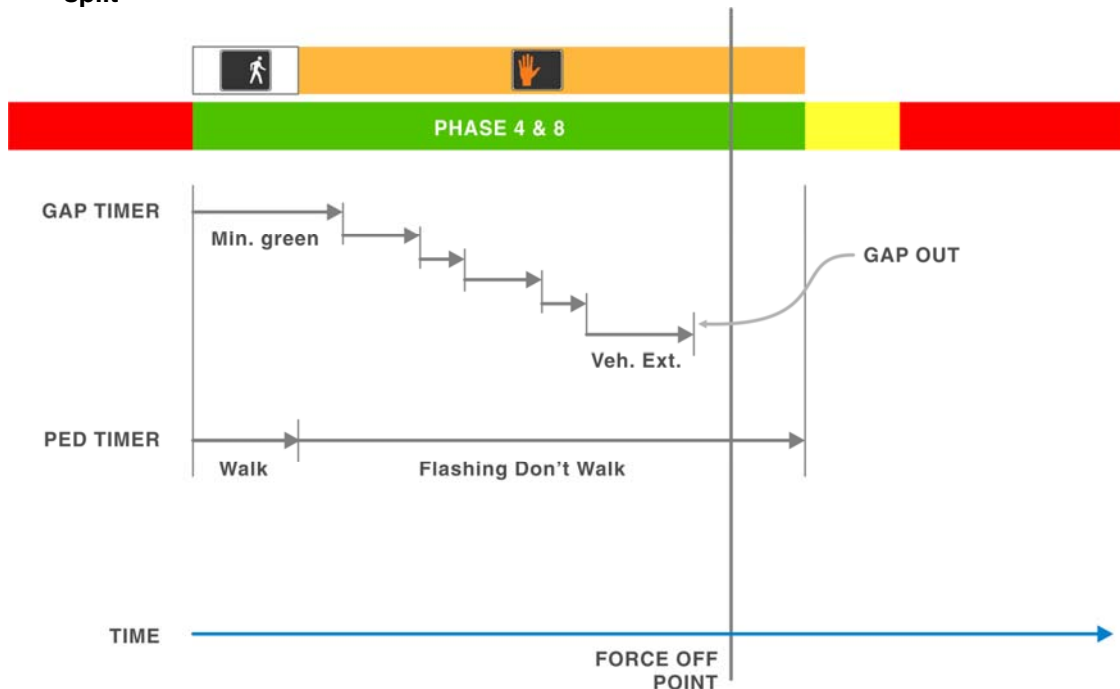 Split
PHASE 4 & 8
GAP TIMER
Min. green
GAP OUT
Veh. Ext.
PED TIMER
Walk
Flashing Don't Walk
TIME
FORCE OFF
POINT